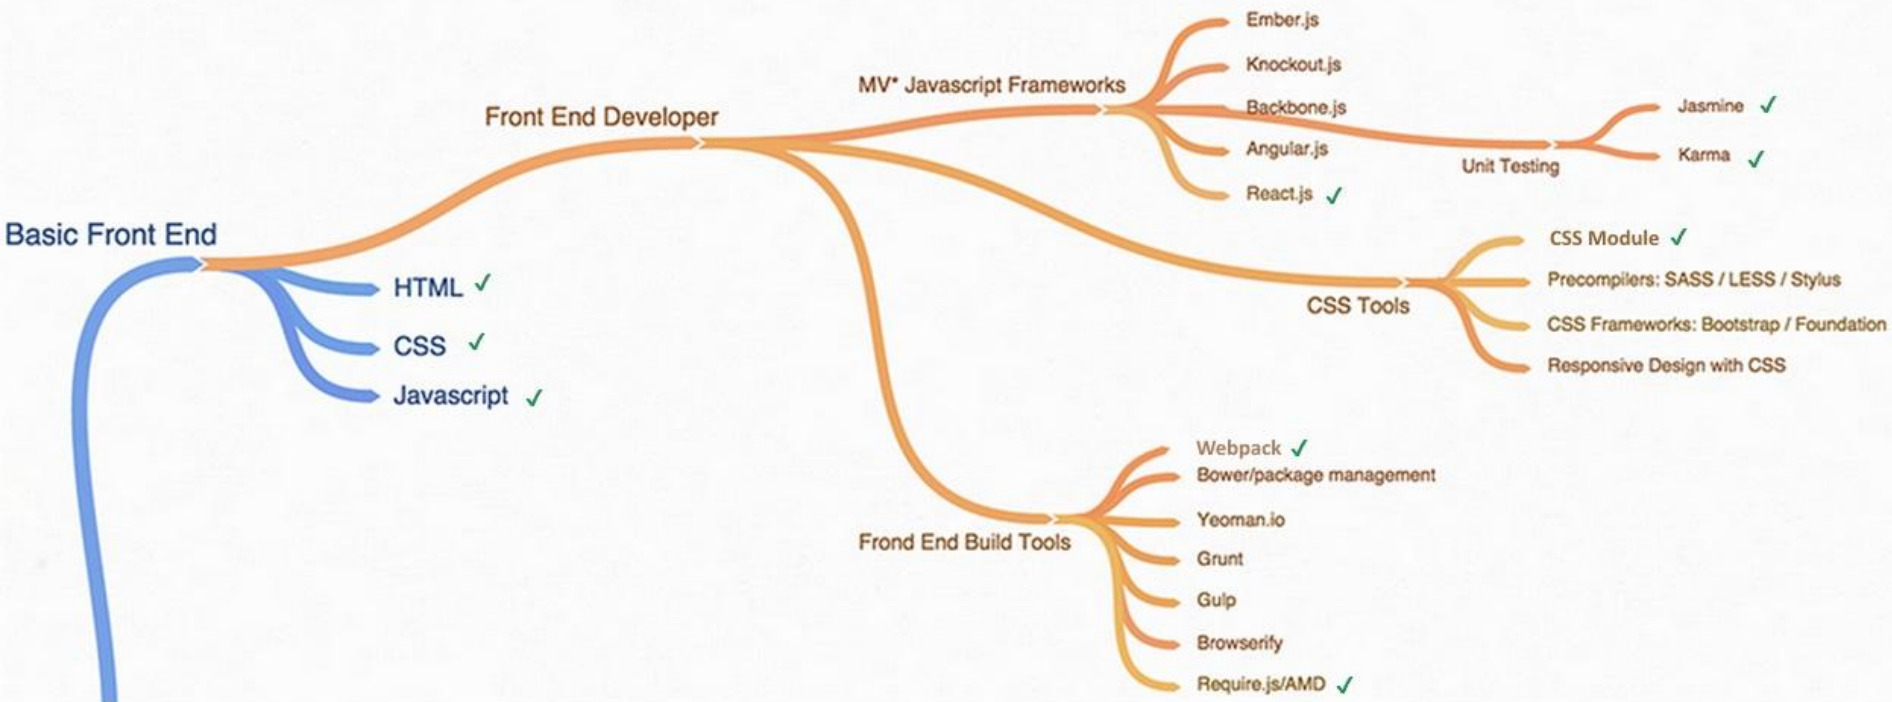 Ember.js
Knockout.js
MV* Javascript Frameworks
Backbone.js
Jasmine ✓
Front End Developer
Angular.js
Karma ✓
Unit Testing
React.js ✓
Basic Front End
CSS Module ✓
HTML ✓
Precompilers: SASS / LESS / Stylus
CSS Tools
CSS Frameworks: Bootstrap / Foundation
CSS ✓
Responsive Design with CSS
Javascript ✓
Webpack ✓
Bower/package management
Yeoman.io
Frond End Build Tools
Grunt
Gulp
Browserify
Require.js/AMD ✓